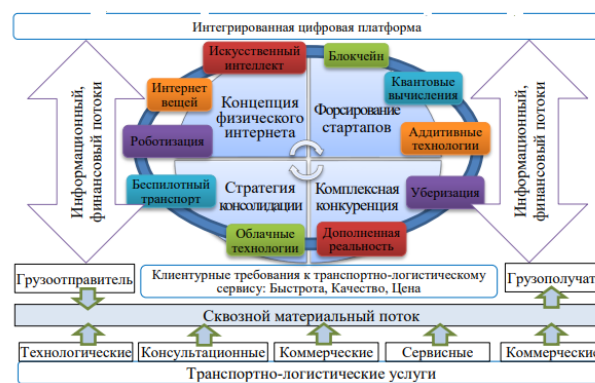 Интегрированная цифровая платформа
Информационный,
финансовый потоки
Искусственный
интеллект
Блокчейн
Интернет
вещей
Квантовые
вычисления
Концепция
физического
интернета
Форсирование
стартапов
Роботизация
Аддитивные
технологии
Беспилотный
транспорт
Стратегия
консолидации
Комплексная
конкуренция
Уберизация
Облачные
технологии
Дополненная
реальность
Информационный,
финансовый потоки
Грузоотправитель
Клиентурные требования к транспортно-логистическому
сервису: Быстрота, Качество, Цена
Грузополучат
Сквозной материальный поток
Технологические
Консультационные
Коммерческие
Сервисные
Коммерческие
Транспортно-логистические услуги